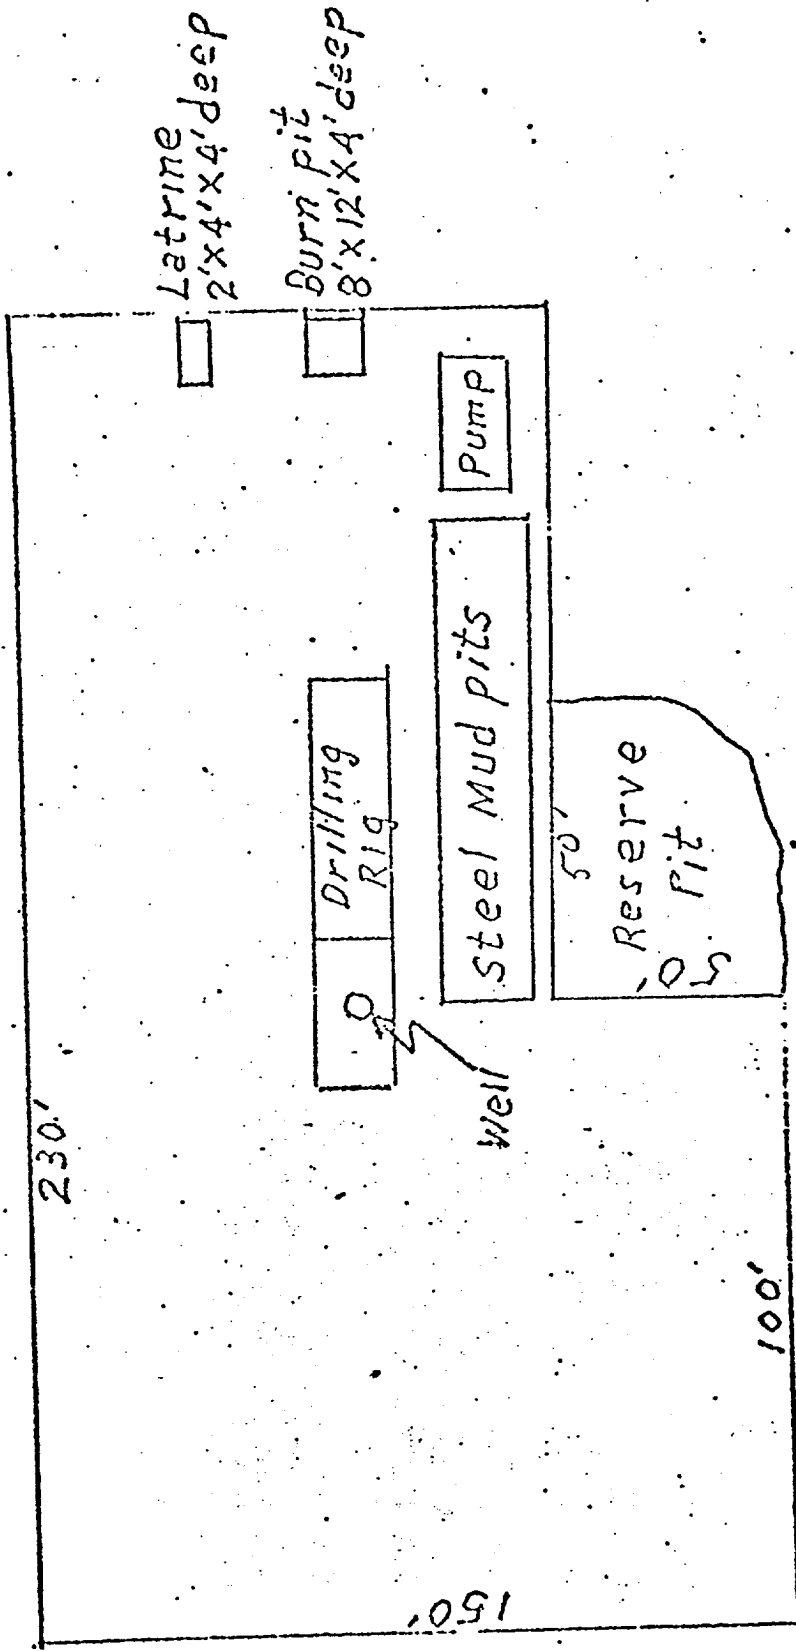 Latrine
2'x4'x4'deep
Burn pit
8'x12'x4'deep
230.'
Drilling
Rig
Pump
steel Mud pits
Well
50'
Reserve
Pit
50'
100'
150'